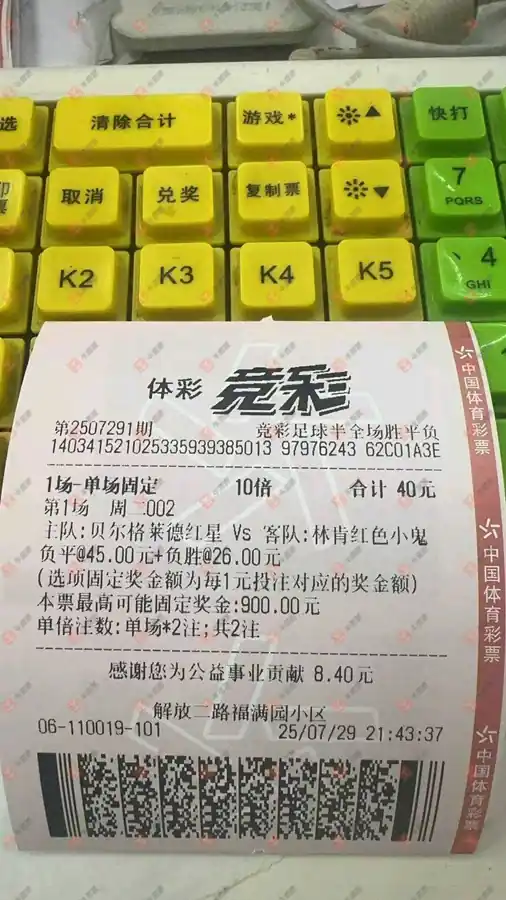 选 清除合计 游戏* ▲ 快打
取消 兑奖 复制票 ▼ 7 PQRS
K2 K3 K4 K5 、4 GHI
体彩 竞彩
第2507291期 竞彩足球半全场胜平负
140341521025335939385013 97976243 62C01A3E
1场-单场固定 10倍 合计 40元
第1场 周二002
主队:贝尔格莱德红星 Vs 客队:林肯红色小鬼
负平@45.00元+负胜@26.00元
(选项固定奖金额为每1元投注对应的奖金额)
本票最高可能固定奖金:900.00元
单倍注数:单场*2注;共2注
感谢您为公益事业贡献 8.40元
解放二路福满园小区
06-110019-101 25/07/29 21:43:37
中国体育彩票
中国体育彩票
中国体育彩票